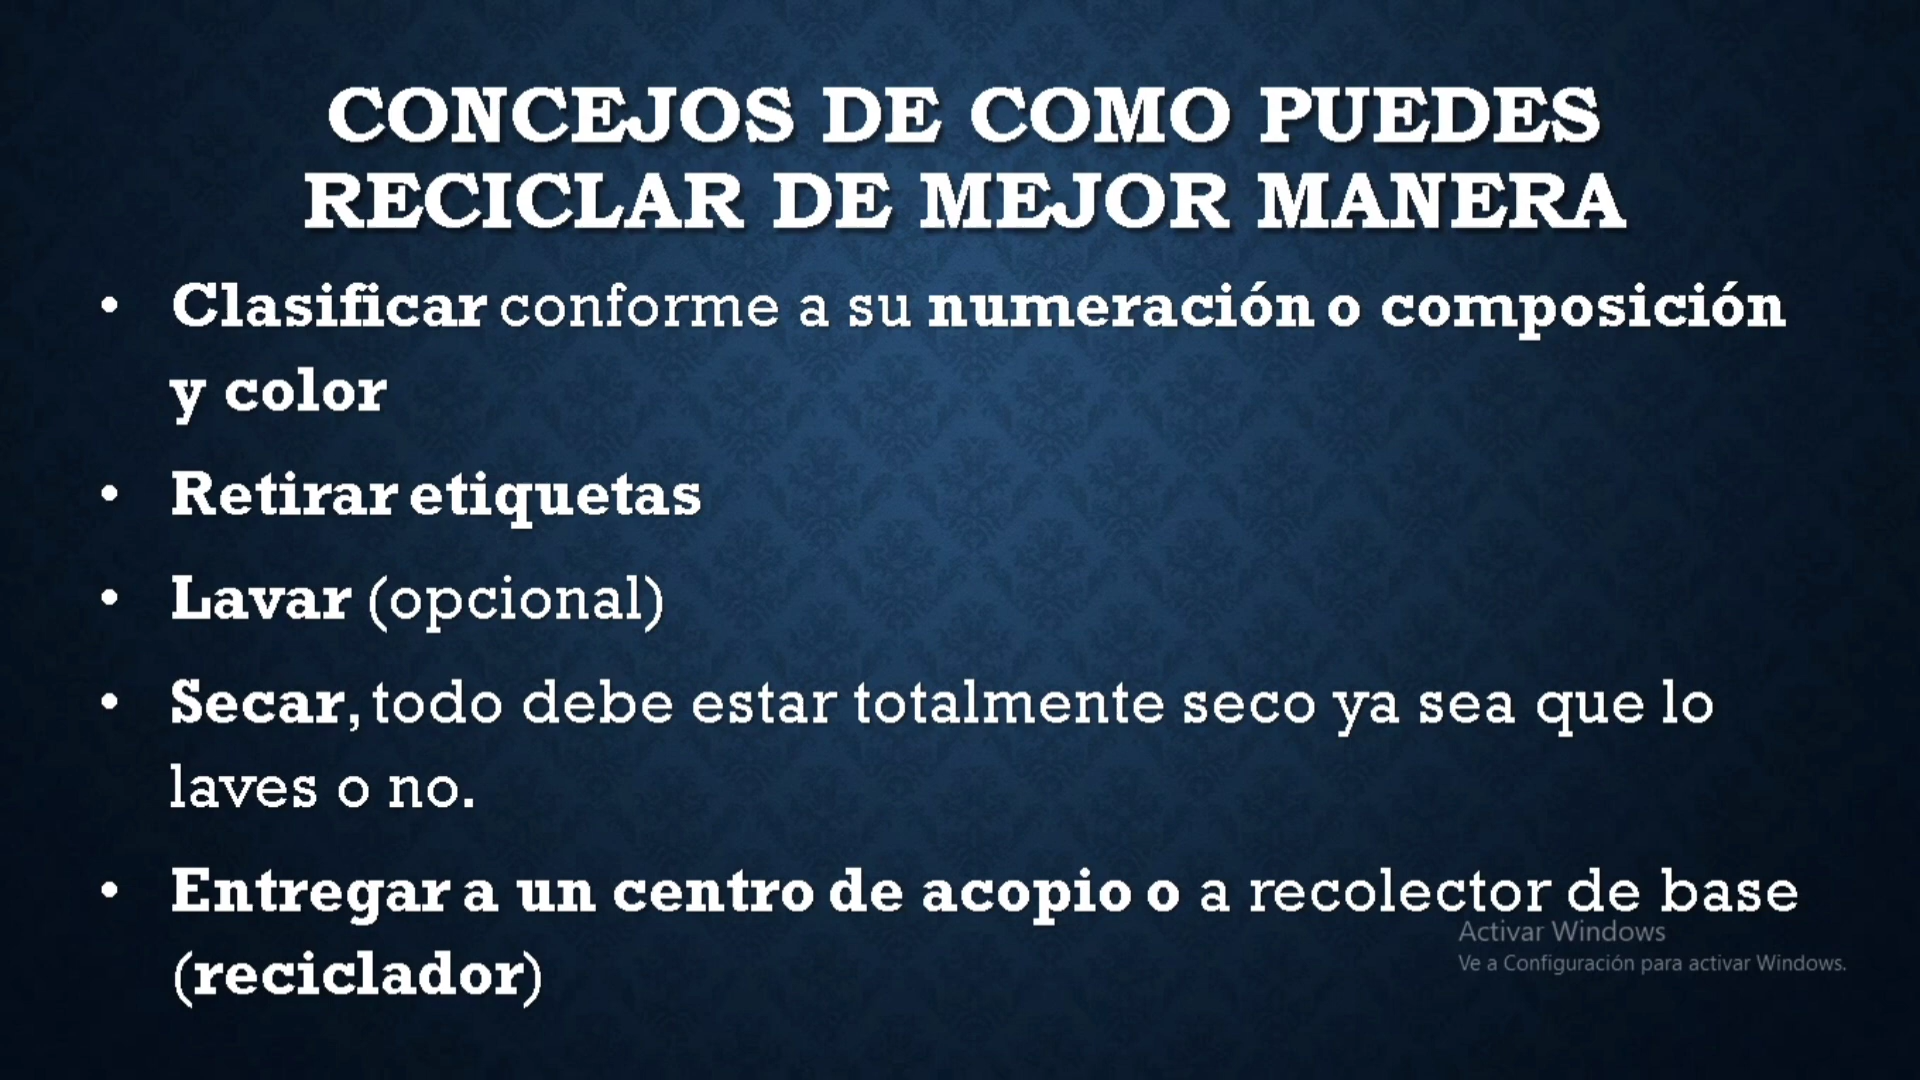 CONCEJOS DE COMO PUEDES
RECICLAR DE MEJOR MANERA
• Clasificar conforme a su numeración o composición
y color
• Retirar etiquetas
• Lavar (opcional)
• Secar, todo debe estar totalmente seco ya sea que lo
laves o no.
• Entregar a un centro de acopio o a recolector de base
(reciclador)
Activar Windows
Ve a Configuración para activar Windows.